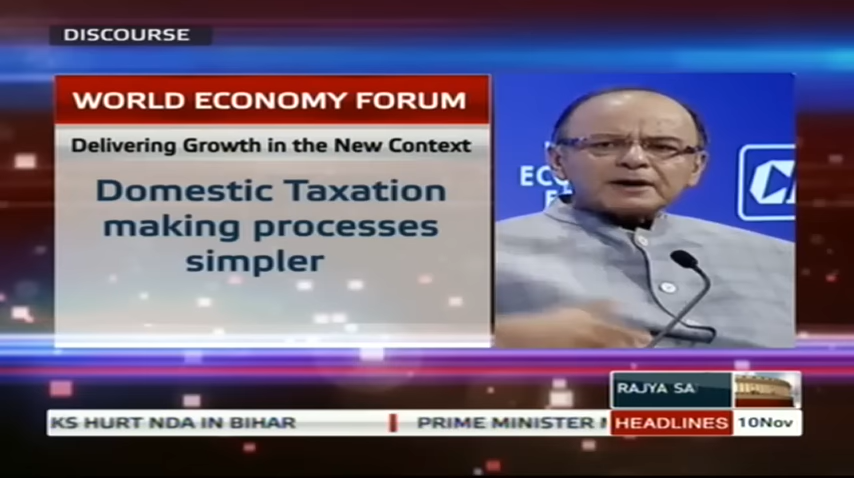 DISCOURSE
WORLD ECONOMY FORUM
Delivering Growth in the New Context
Domestic Taxation
making processes
simpler
RAJYA SA
KS HURT NDA IN BIHAR
PRIME MINISTER
HEADLINES
10Nov